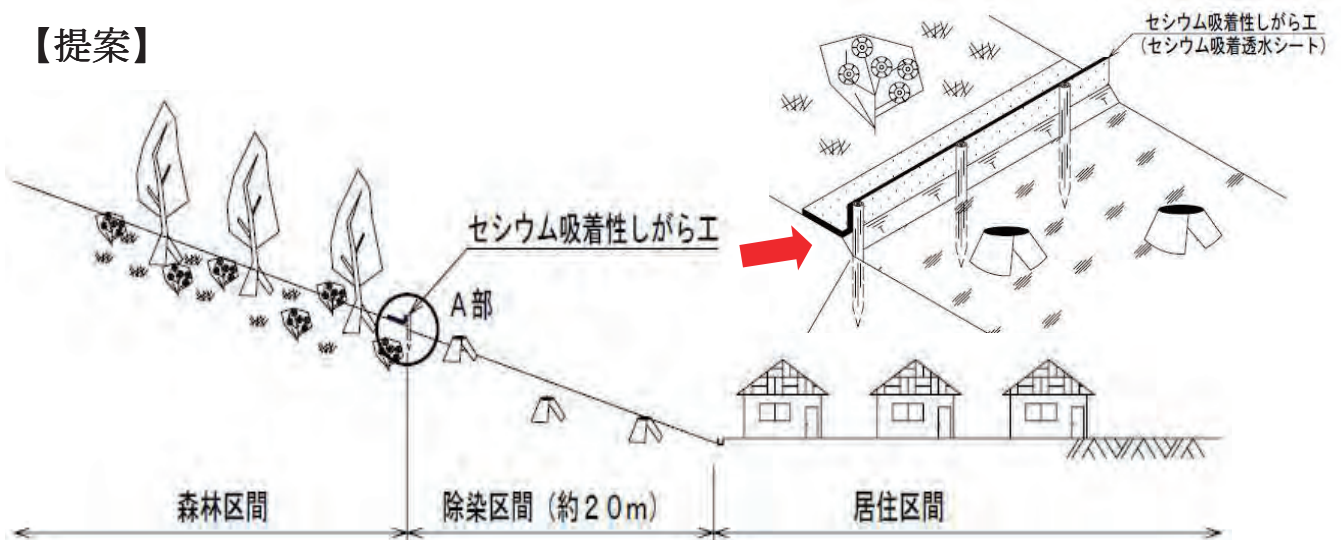 【提案】
セシウム吸着性しがら工
(セシウム吸着透水シート)
セシウム吸着性しがら工
A部
森林区間
除染区間(約20m)
居住区間